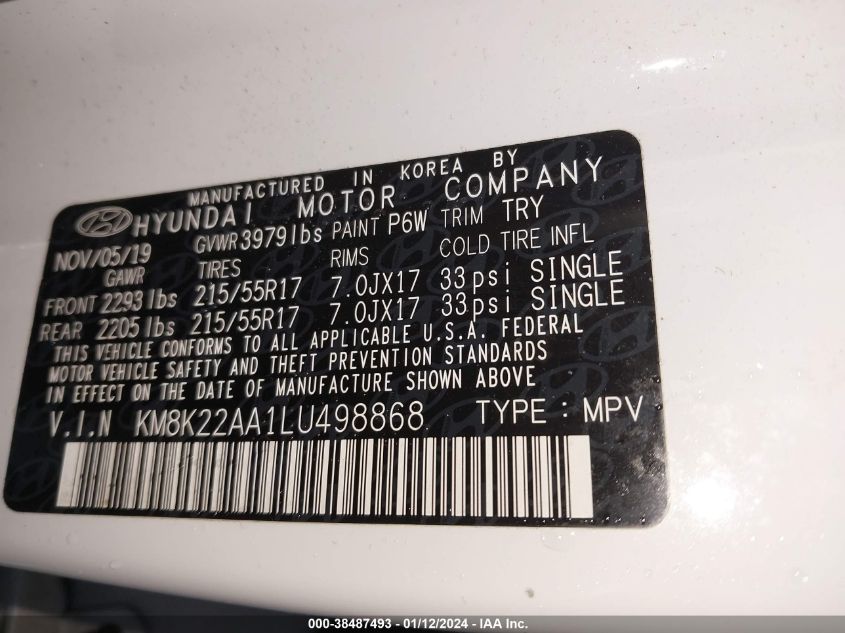 MANUFACTURED IN KOREA BY
HYUNDAI MOTOR COMPANY
NOV/05/19 GVWR 3979lbs PAINT P6W TRIM TRY
GAWR TIRES RIMS COLD TIRE INFL
FRONT 2293 lbs 215/55R17 7.0JX17 33psi SINGLE
REAR 2205 lbs 215/55R17 7.0JX17 33psi SINGLE
THIS VEHICLE CONFORMS TO ALL APPLICABLE U.S.A. FEDERAL
MOTOR VEHICLE SAFETY AND THEFT PREVENTION STANDARDS
IN EFFECT ON THE DATE OF MANUFACTURE SHOWN ABOVE
V.I.N KM8K22AA1LU498868 TYPE : MPV
000-38487493 - 01/12/2024 - IAA Inc.